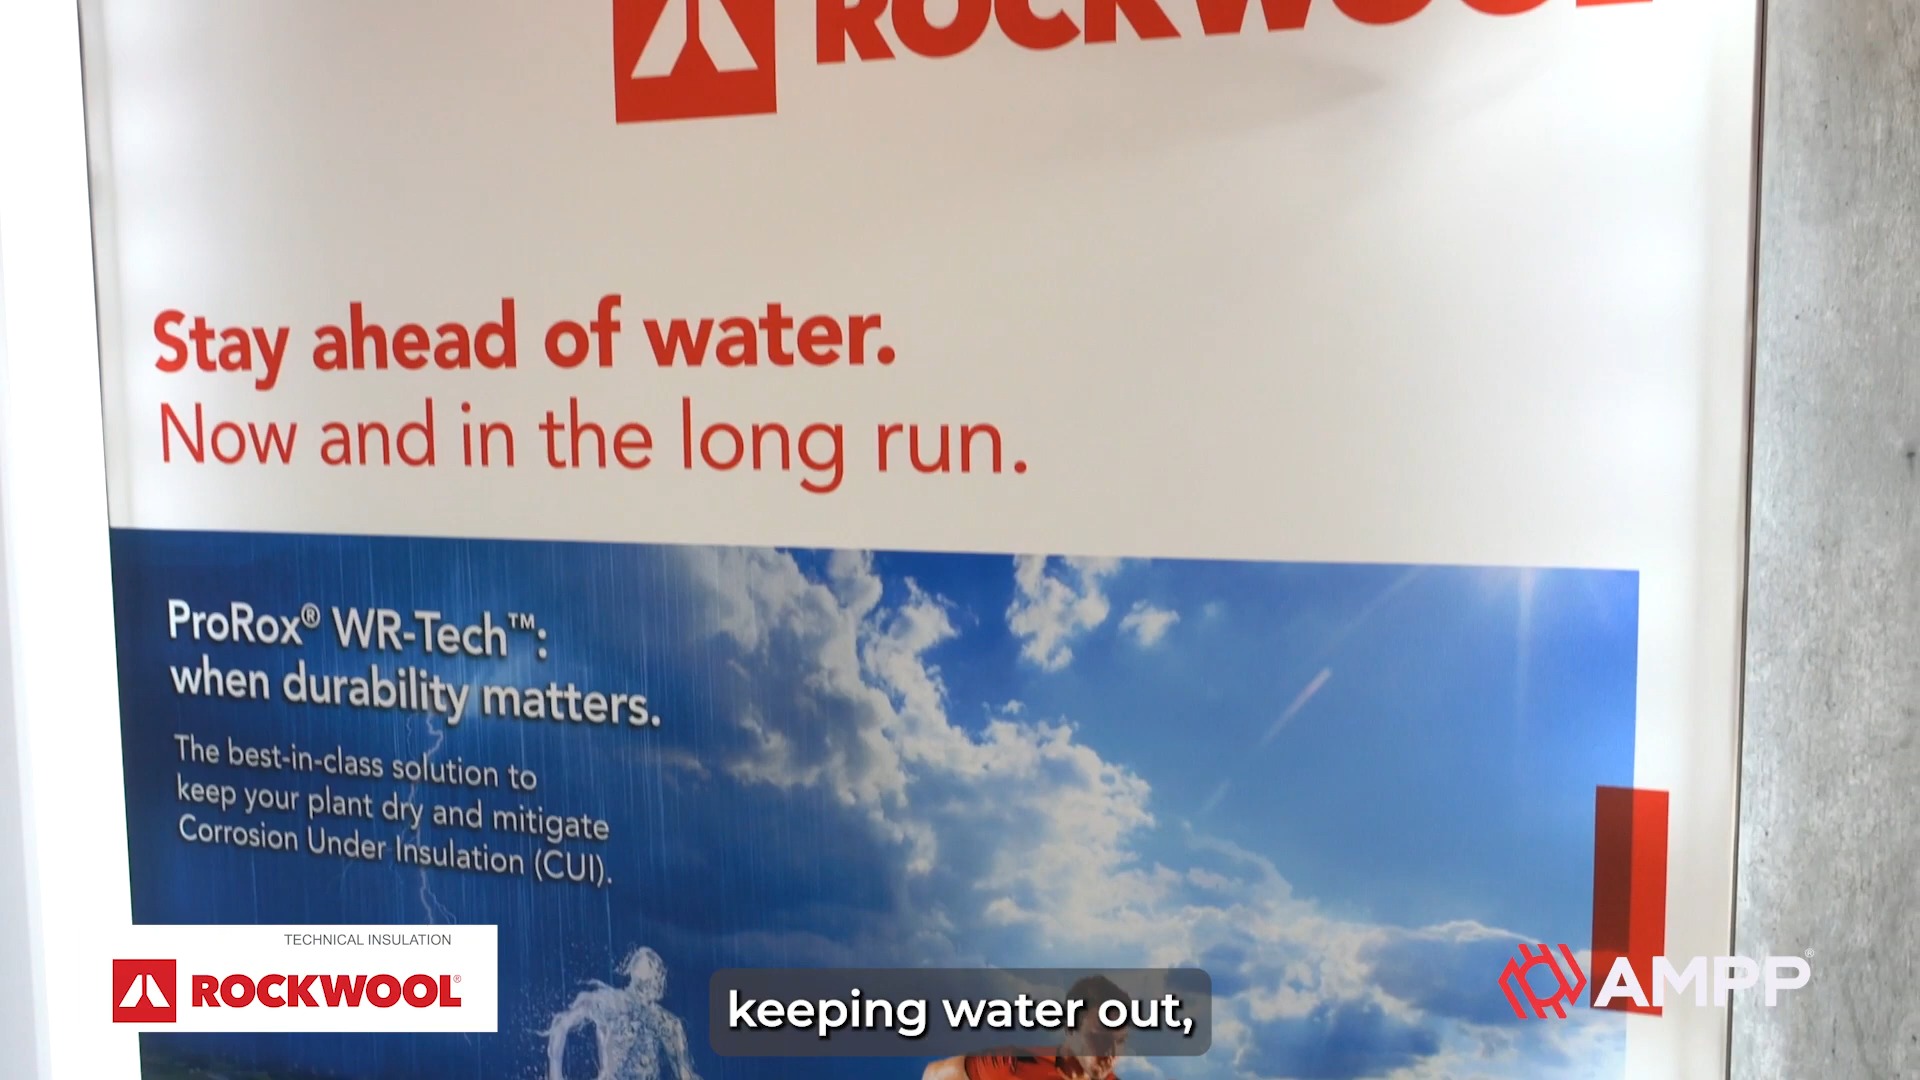 ROCKWOOL
Stay ahead of water.
Now and in the long run.
ProRox® WR-Tech™:
when durability matters.
The best-in-class solution to
keep your plant dry and mitigate
Corrosion Under Insulation (CUI).
TECHNICAL INSULATION
ROCKWOOL®
keeping water out,
AMPP®